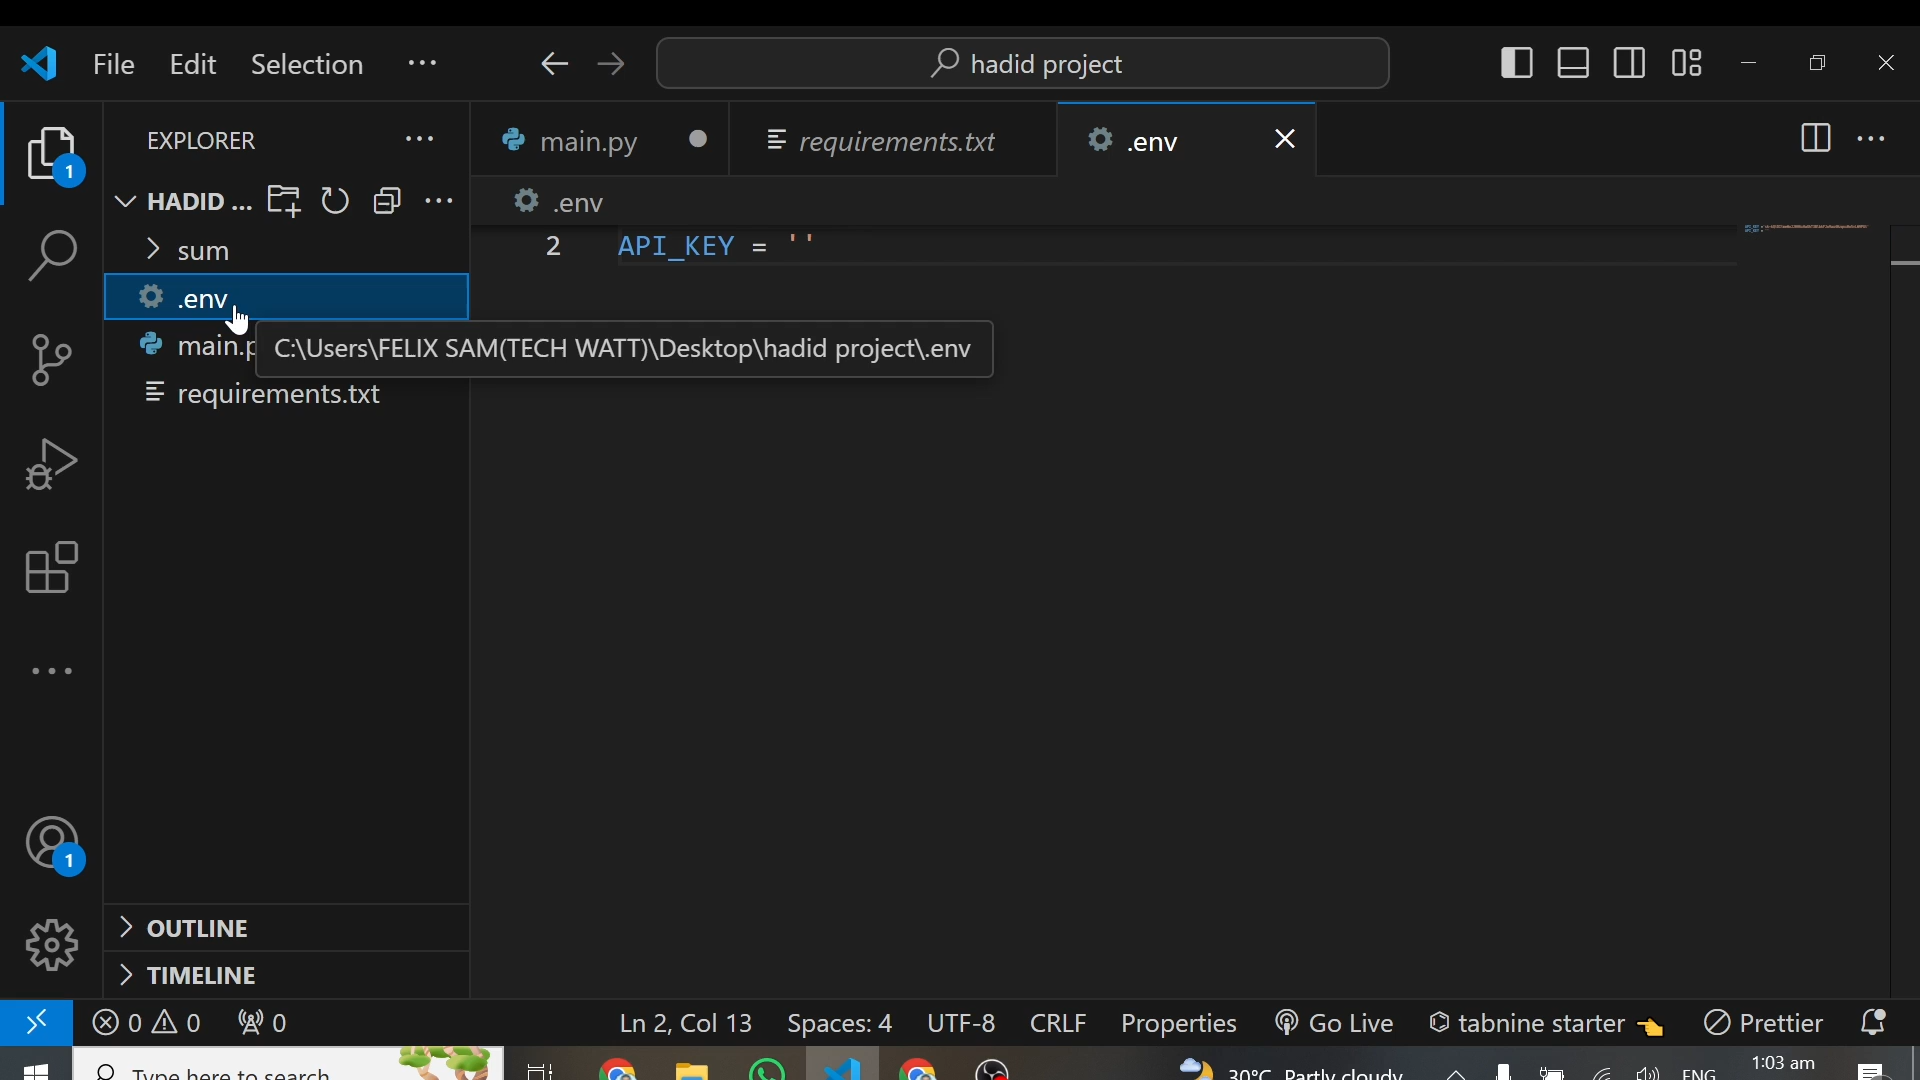 File Edit Selection ··· hadid project
EXPLORER ··· main.py requirements.txt .env ···
1
HADID ... ··· .env
sum
2 API_KEY = ''
.env
main.p C:\Users\FELIX SAM(TECH WATT)\Desktop\hadid project\.env
requirements.txt
1
OUTLINE
TIMELINE
0 0 0 Ln 2, Col 13 Spaces: 4 UTF-8 CRLF Properties Go Live tabnine starter Prettier
Type here to search 30°C Partly cloudy ENG 1:03 am